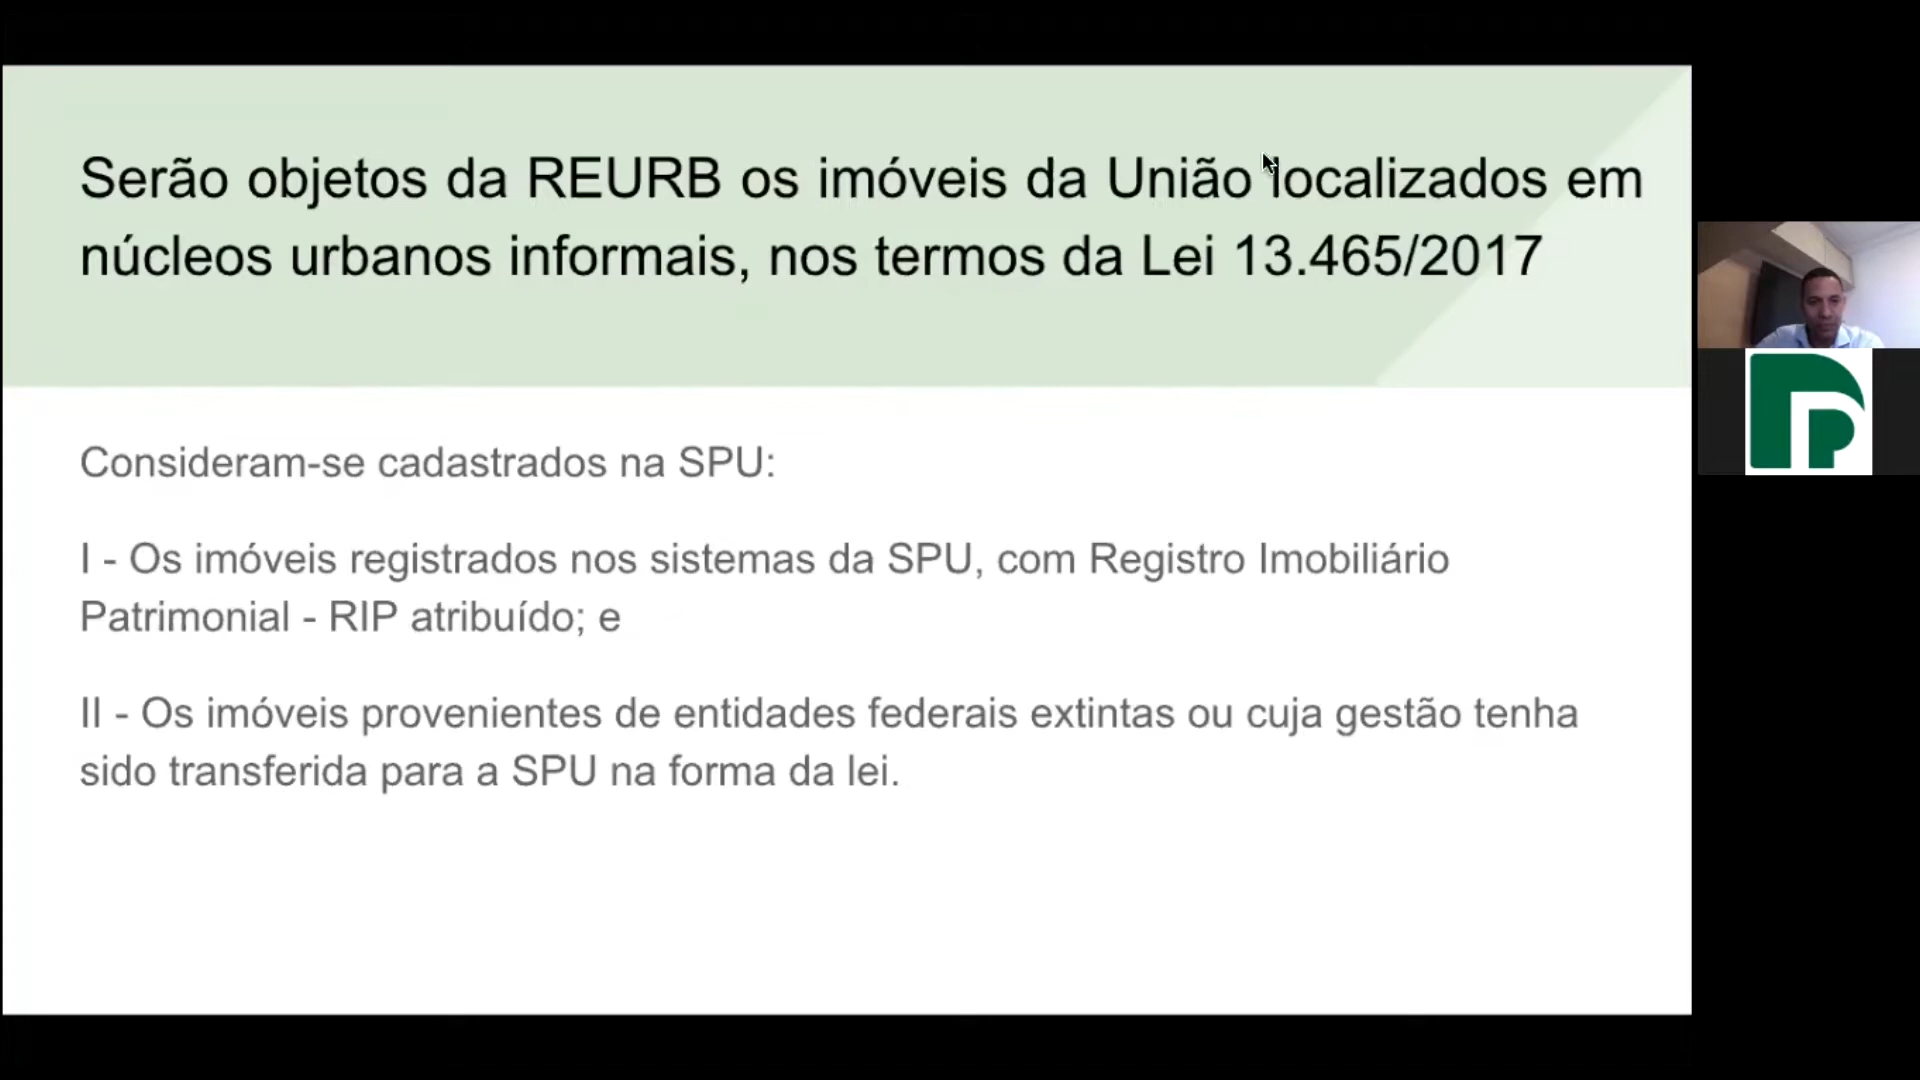 Serão objetos da REURB os imóveis da União localizados em
núcleos urbanos informais, nos termos da Lei 13.465/2017
Consideram-se cadastrados na SPU:
I - Os imóveis registrados nos sistemas da SPU, com Registro Imobiliário
Patrimonial - RIP atribuído; e
II - Os imóveis provenientes de entidades federais extintas ou cuja gestão tenha
sido transferida para a SPU na forma da lei.